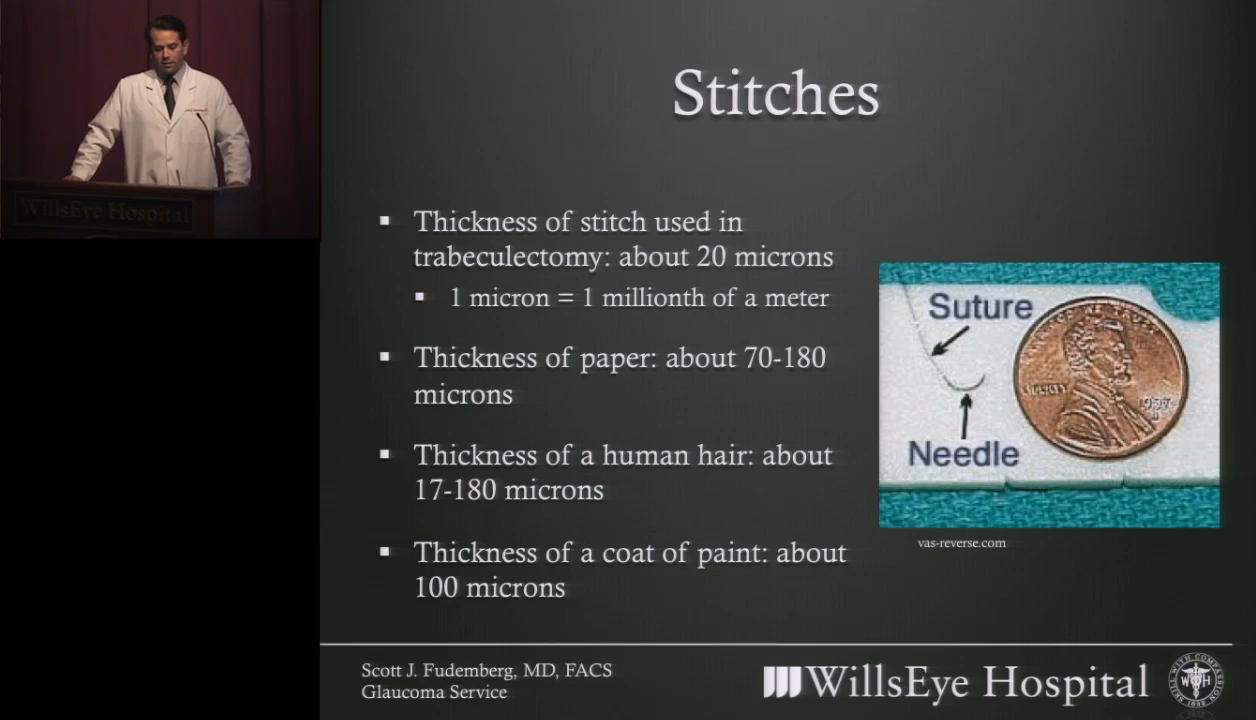 WillsEye Hospital
Stitches
Thickness of stitch used in
trabeculectomy: about 20 microns
1 micron = 1 millionth of a meter
Thickness of paper: about 70-180
microns
Thickness of a human hair: about
17-180 microns
Thickness of a coat of paint: about
100 microns
Suture
LIBERTY
Needle
vas-reverse.com
Scott J. Fudemberg, MD, FACS
Glaucoma Service
WillsEye Hospital